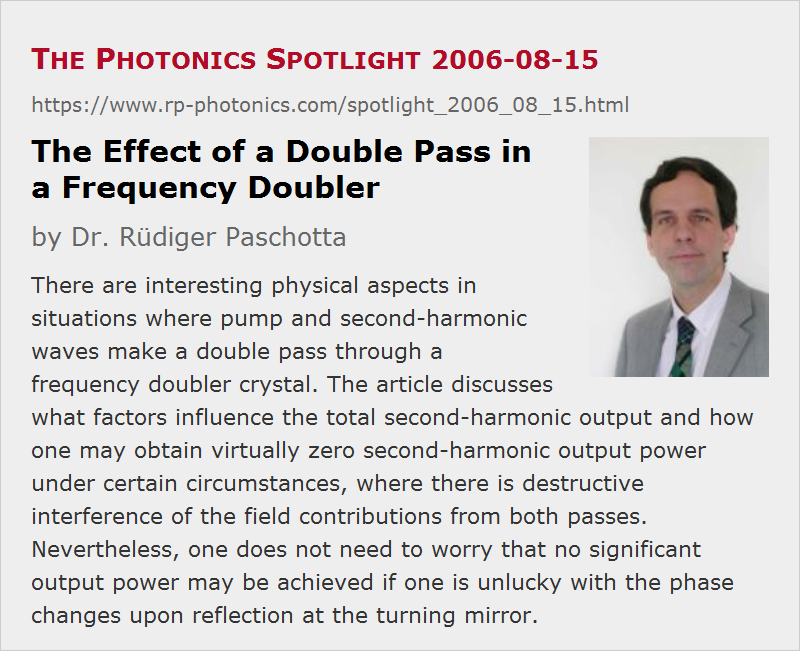 The Photonics Spotlight 2006-08-15
https://www.rp-photonics.com/spotlight_2006_08_15.html
The Effect of a Double Pass in
a Frequency Doubler
by Dr. Rüdiger Paschotta
There are interesting physical aspects in
situations where pump and second-harmonic
waves make a double pass through a
frequency doubler crystal. The article discusses
what factors influence the total second-harmonic output and how
one may obtain virtually zero second-harmonic output power
under certain circumstances, where there is destructive
interference of the field contributions from both passes.
Nevertheless, one does not need to worry that no significant
output power may be achieved if one is unlucky with the phase
changes upon reflection at the turning mirror.